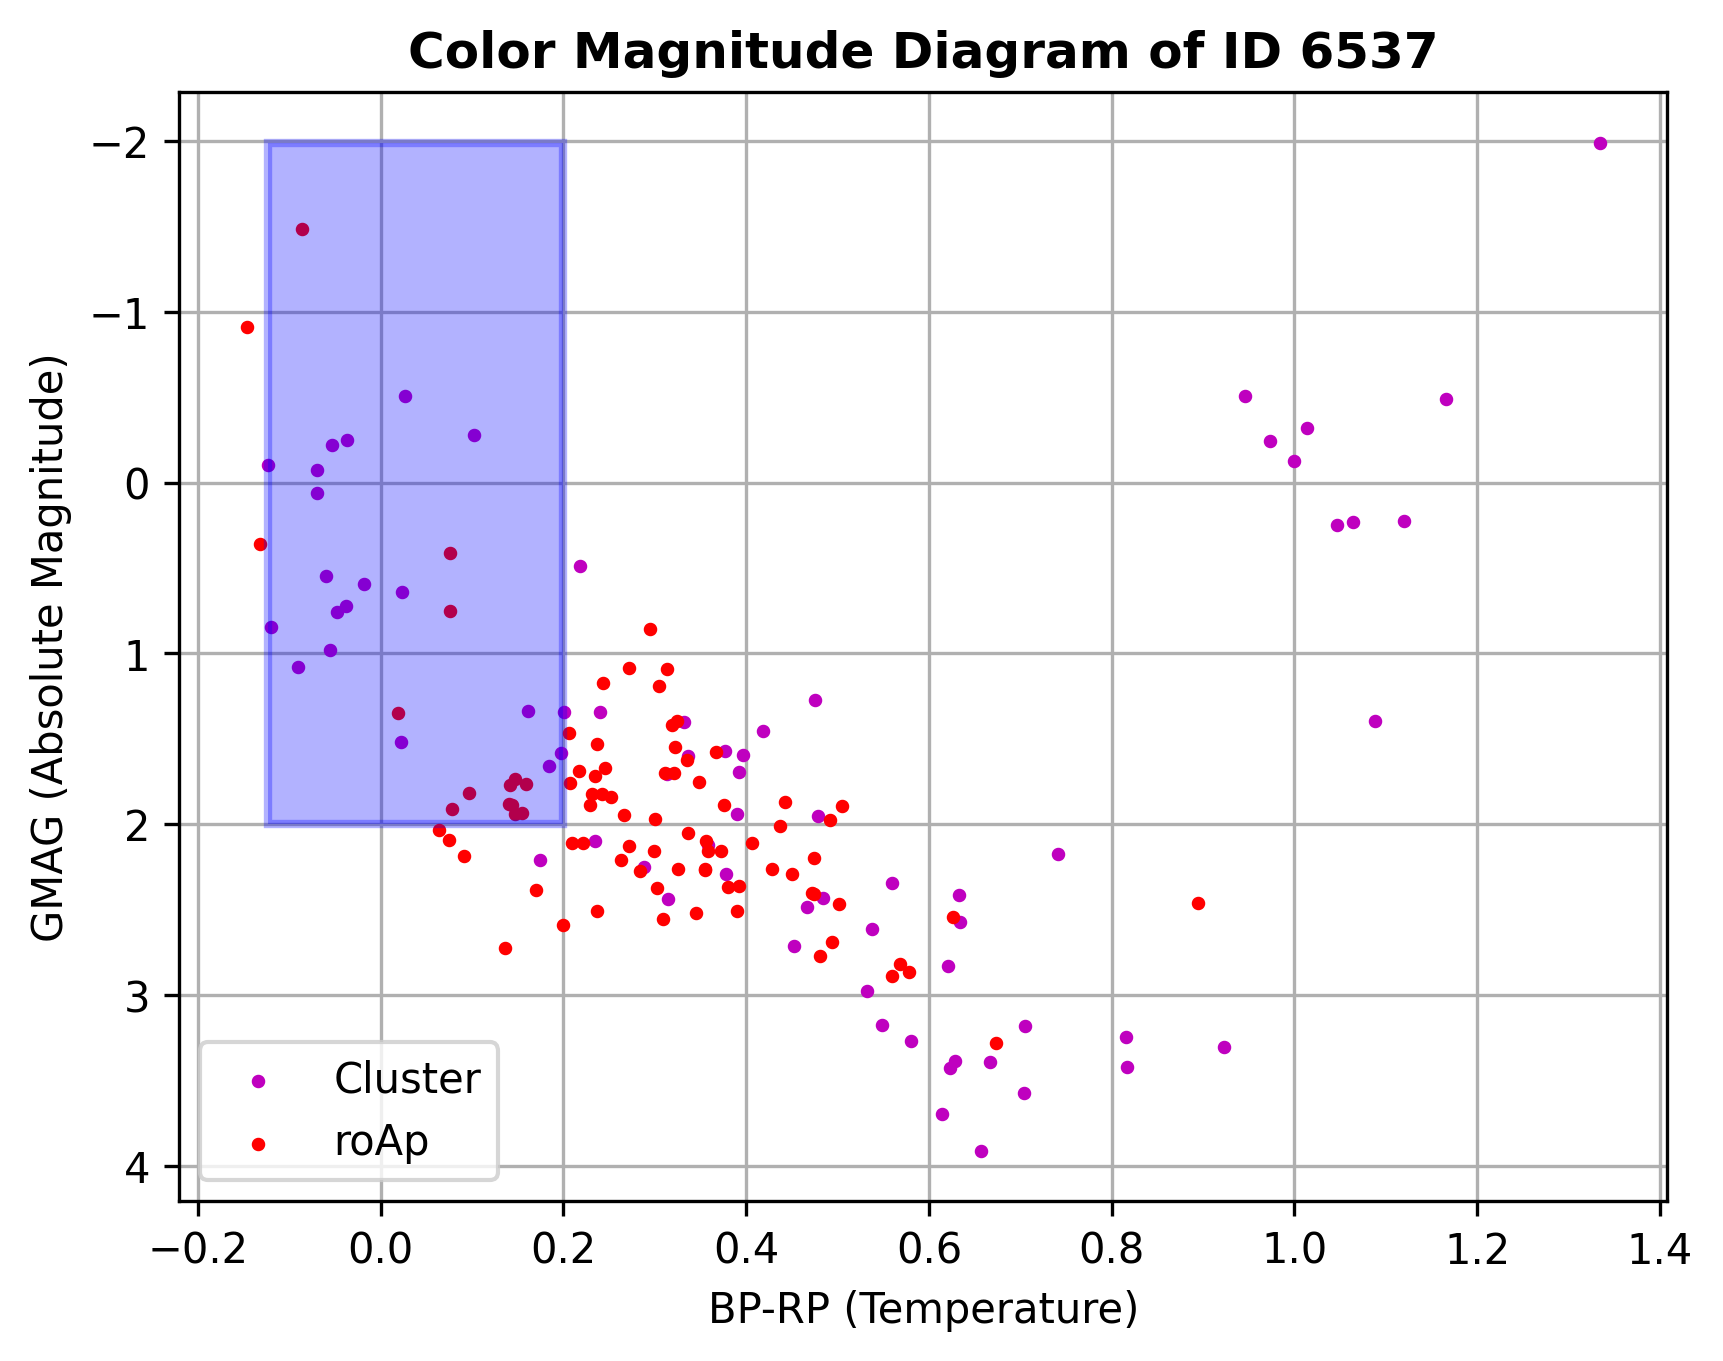 Color Magnitude Diagram of ID 6537
GMAG (Absolute Magnitude)
−2
−1
0
1
2
3
4
Cluster
roAp
−0.2 0.0 0.2 0.4 0.6 0.8 1.0 1.2 1.4
BP-RP (Temperature)